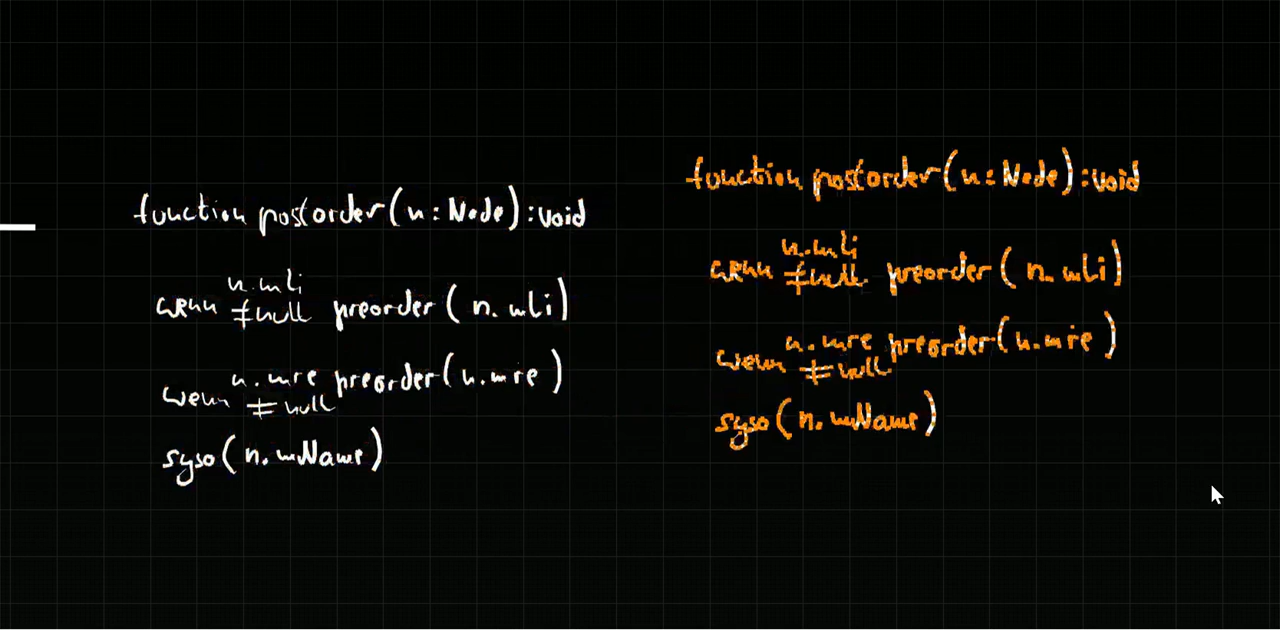 function postorder(n:Node):void
wenn n.mli ≠null preorder(n.mli)
wenn n.mre ≠null preorder(n.mre)
syso(n.mName)
function postorder(n:Node):void
wenn n.mli ≠null preorder(n.mli)
wenn n.mre ≠null preorder(n.mre)
syso(n.mName)